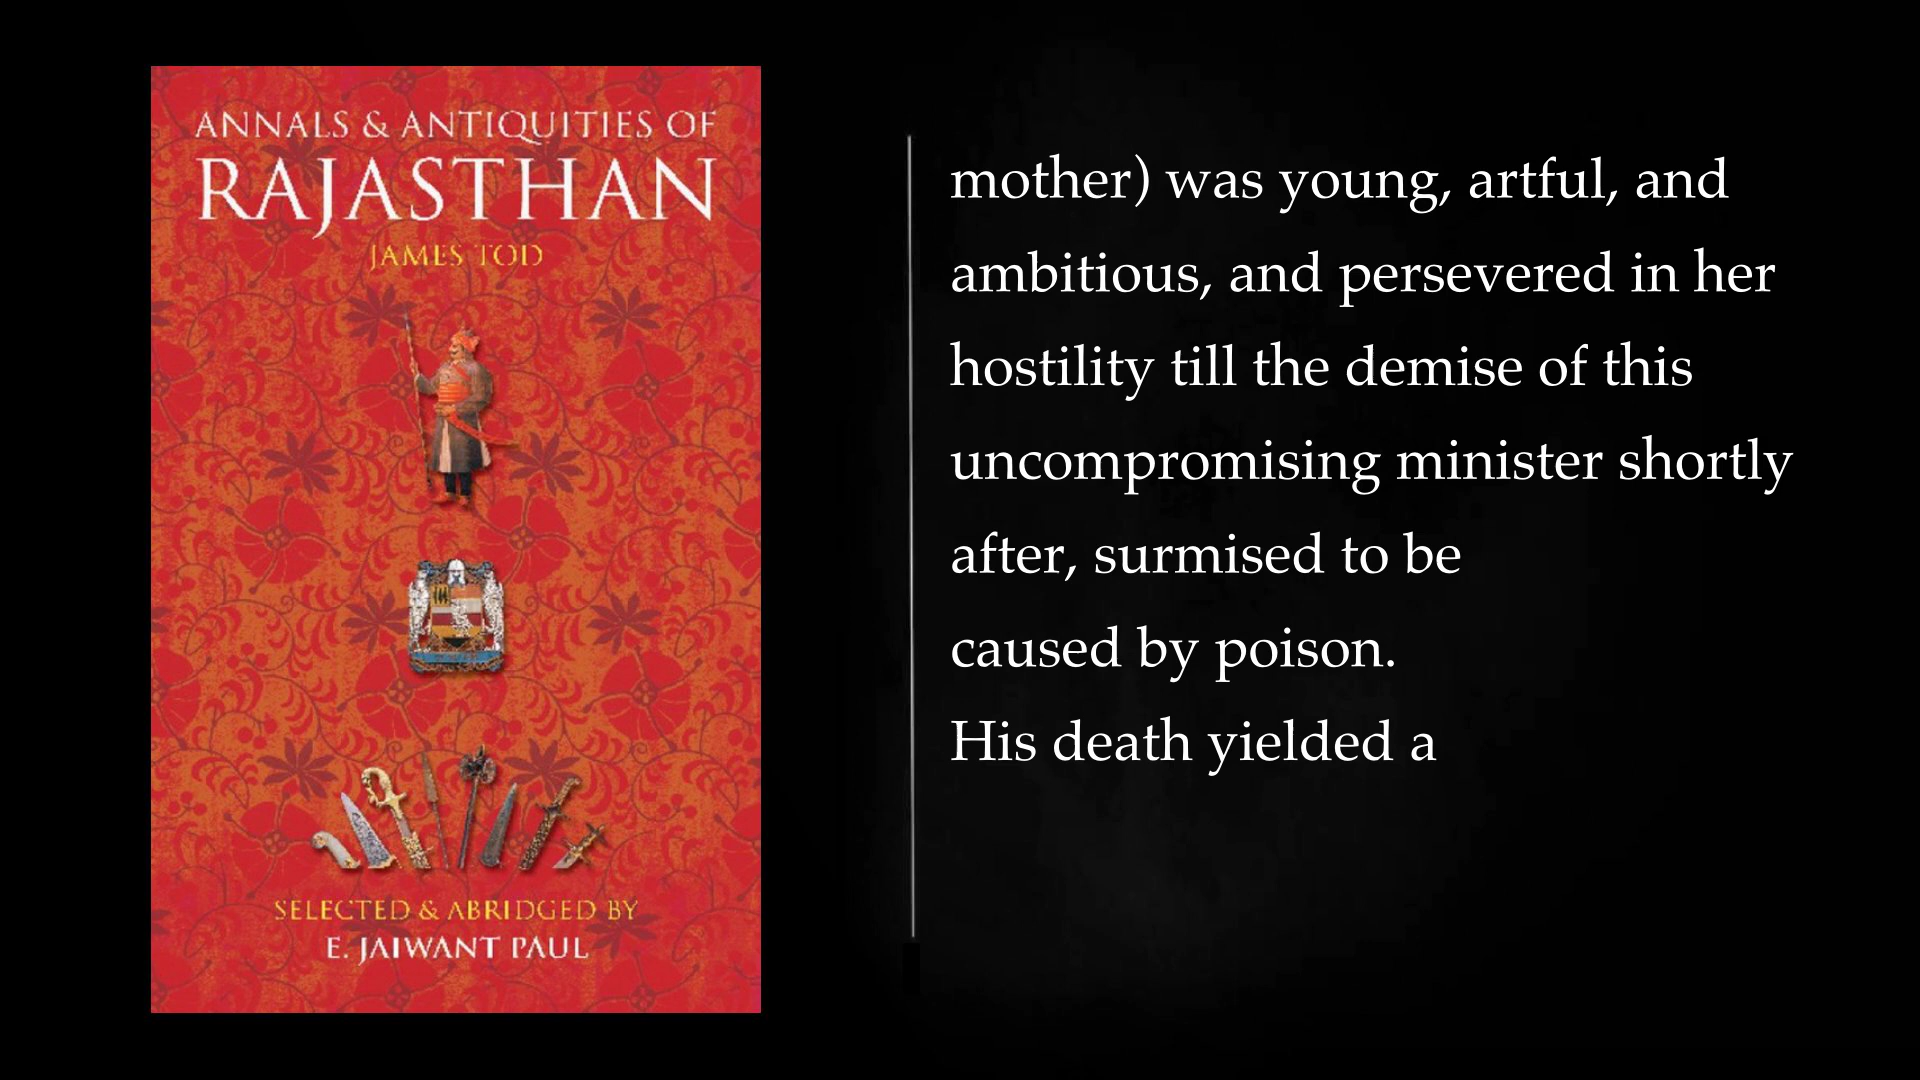 ANNALS & ANTIQUITIES OF
RAJASTHAN
JAMES TOD
SELECTED & ABRIDGED BY
E. JAIWANT PAUL
mother) was young, artful, and
ambitious, and persevered in her
hostility till the demise of this
uncompromising minister shortly
after, surmised to be
caused by poison.
His death yielded a